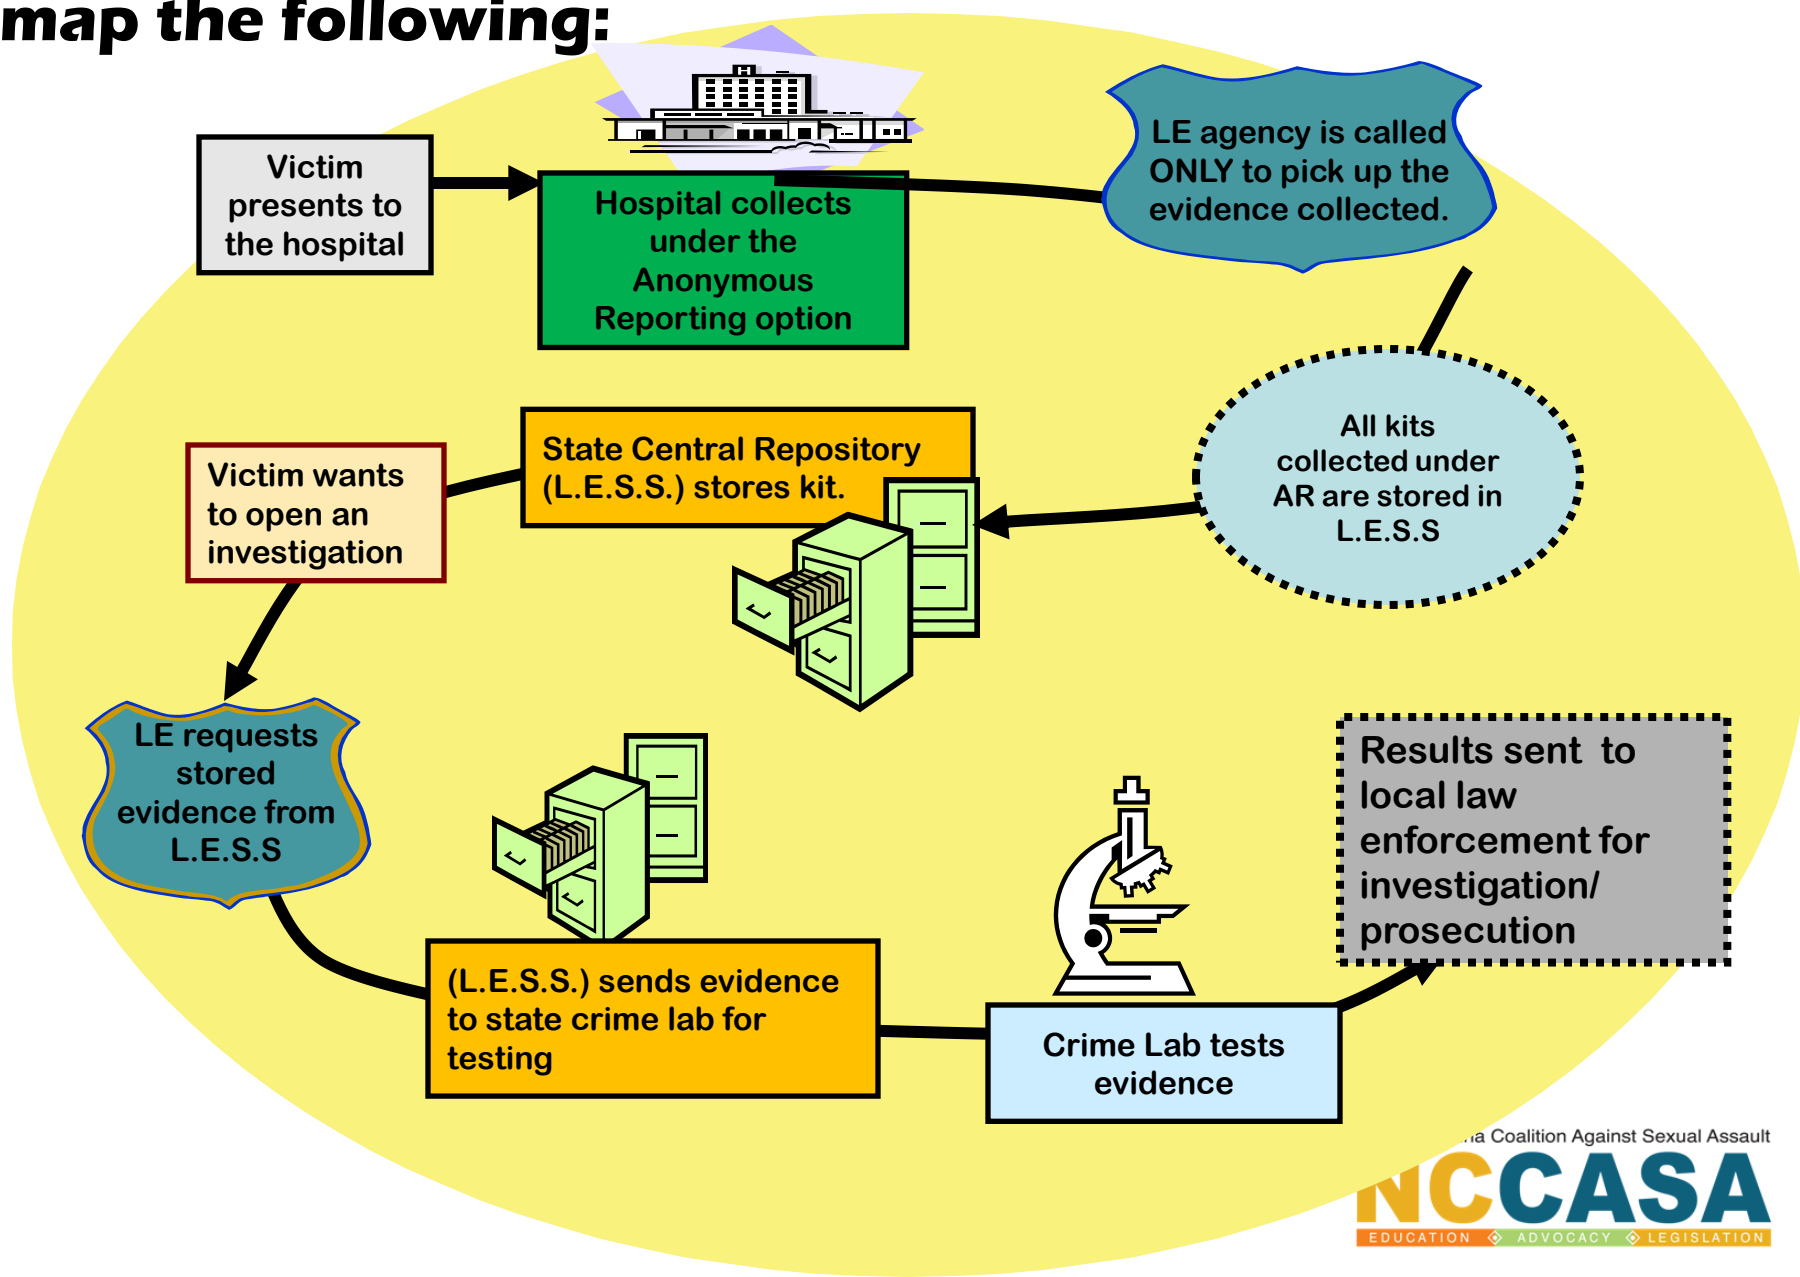 map the following:
Victim
presents to
the hospital
Hospital collects
under the
Anonymous
Reporting option
LE agency is called
ONLY to pick up the
evidence collected.
All kits
collected under
AR are stored in
L.E.S.S
State Central Repository
(L.E.S.S.) stores kit.
Victim wants
to open an
investigation
LE requests
stored
evidence from
L.E.S.S
(L.E.S.S.) sends evidence
to state crime lab for
testing
Crime Lab tests
evidence
Results sent  to
local law
enforcement for
investigation/
prosecution
Coalition Against Sexual Assault
NCCASA
EDUCATION ADVOCACY LEGISLATION